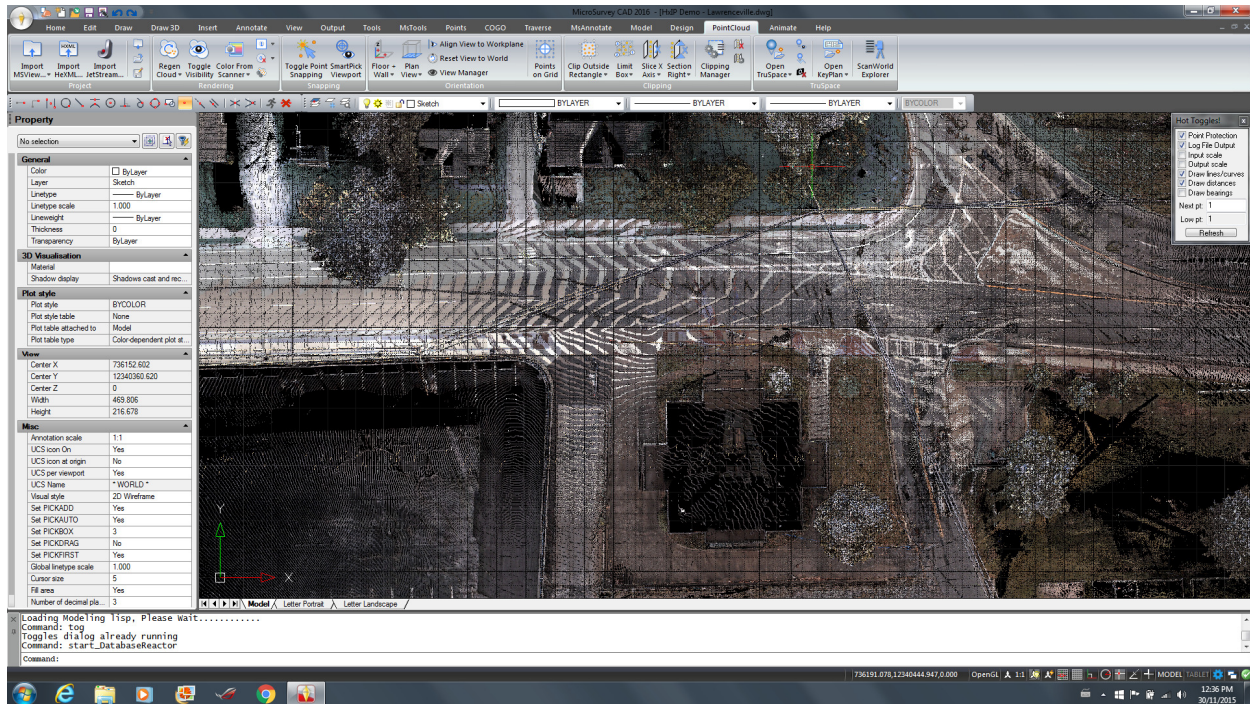 MicroSurvey CAD 2016 - [HxIP Demo - Lawrenceville.dwg]
Home Edit Draw Draw 3D Insert Annotate View Output Tools MsTools Points COGO Traverse MsAnnotate Model Design PointCloud Animate Help
Import MSView... Import HeXML... Import JetStream...
Regen Cloud Toggle Visibility Color From Scanner
Toggle Point Snapping SmartPick Viewport
Floor + Wall Plan View
Align View to Workplane
Reset View to World
View Manager
Points on Grid
Clip Outside Rectangle Limit Box Slice X Axis Section Right Clipping Manager
Open TruSpace Open KeyPlan ScanWorld Explorer
Project Rendering Snapping Orientation Clipping TruSpace
Sketch BYLAYER BYLAYER BYLAYER BYCOLOR
Property
No selection
General
Color ByLayer
Layer Sketch
Linetype ByLayer
Linetype scale 1.000
Lineweight ByLayer
Thickness 0
Transparency ByLayer
3D Visualisation
Material
Shadow display Shadows cast and rec...
Plot style
Plot style BYCOLOR
Plot style table None
Plot table attached to Model
Plot table type Color-dependent plot st...
View
Center X 736152.602
Center Y 12340360.620
Center Z 0
Width 469.806
Height 216.678
Misc
Annotation scale 1:1
UCS icon On Yes
UCS icon at origin No
UCS per viewport Yes
UCS Name * WORLD *
Visual style 2D Wireframe
Set PICKADD Yes
Set PICKAUTO Yes
Set PICKBOX 3
Set PICKDRAG No
Set PICKFIRST Yes
Global linetype scale 1.000
Cursor size 5
Fill area Yes
Number of decimal pla... 3
Hot Toggles!
Point Protection
Log File Output
Input scale
Output scale
Draw lines/curves
Draw distances
Draw bearings
Next pt: 1
Low pt: 1
Refresh
Y
X
Model Letter Portrait Letter Landscape
Loading Modeling lisp, Please Wait............
Command: tog
Toggles dialog already running
Command: start_DatabaseReactor
Command:
736191.078,12340444.947,0.000 OpenGL 1:1 MODEL TABLET
12:36 PM
30/11/2015